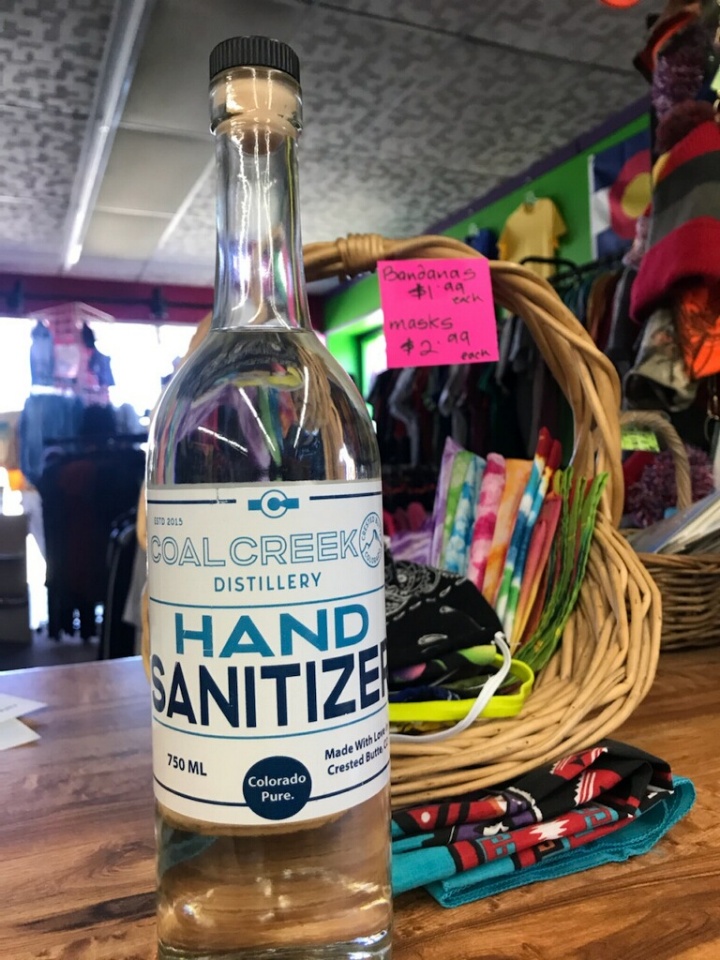 Bandanas
$1.99
each
masks
$2.99
each
ESTD 2015
COAL CREEK
DISTILLERY
HAND
SANITIZER
750 ML
Made With Love
Crested Butte, CO
Colorado
Pure.